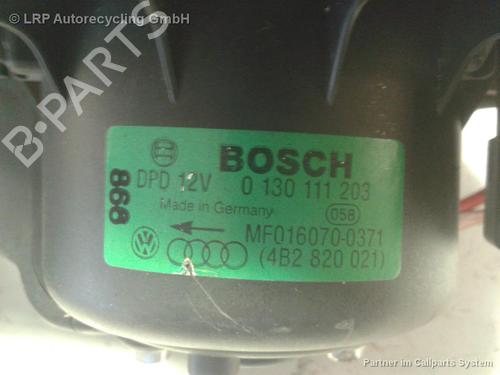 © LRP Autorecycling GmbH
BOSCH
DPD 12V 0 130 111 203
Made in Germany
058
868
MF016070-0371
(4B2 820 021)
B-PARTS
Partner im Callparts System